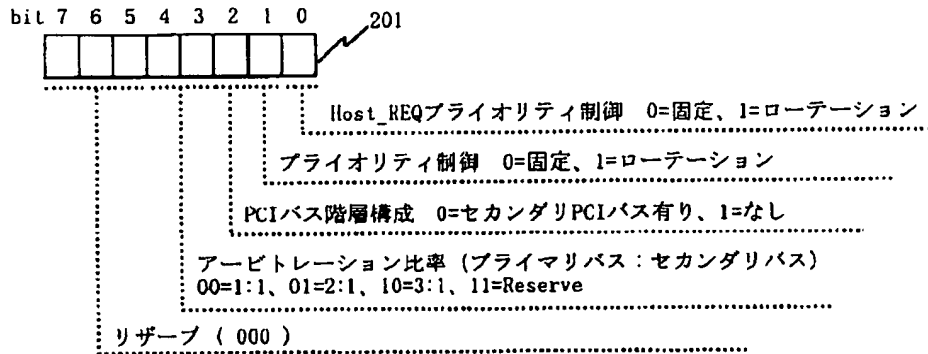 bit 7 6 5 4 3 2 1 0
201
Host_REQプライオリティ制御 0=固定、1=ローテーション
プライオリティ制御 0=固定、1=ローテーション
PCIバス階層構成 0=セカンダリPCIバス有り、1=なし
アービトレーション比率 (プライマリバス:セカンダリバス)
00=1:1、01=2:1、10=3:1、11=Reserve
リザーブ ( 000 )